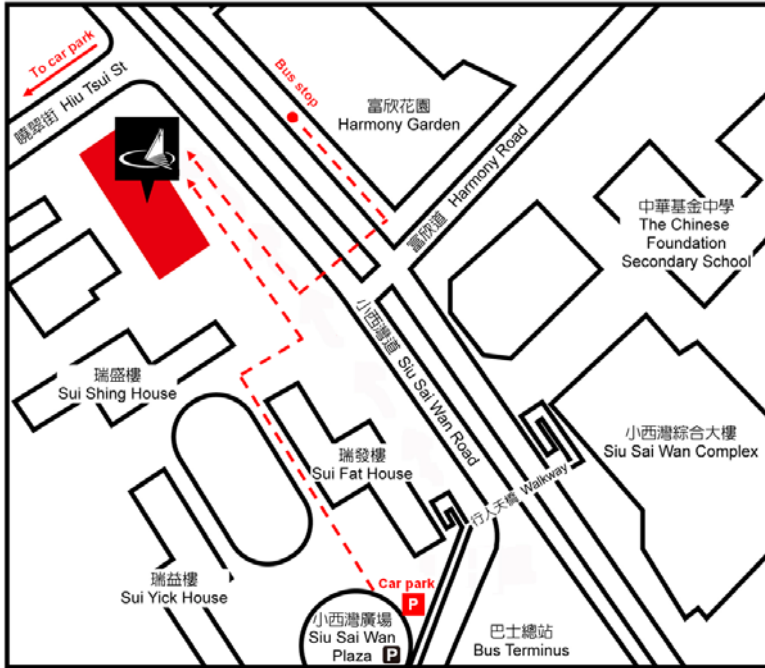 To car park
曉翠街 Hiu Tsui St
Bus stop
富欣花園
Harmony Garden
富欣道 Harmony Road
中華基金中學
The Chinese
Foundation
Secondary School
小西灣道 Siu Sai Wan Road
瑞盛樓
Sui Shing House
瑞發樓
Sui Fat House
小西灣綜合大樓
Siu Sai Wan Complex
行人天橋 Walkway
瑞益樓
Sui Yick House
Car park
P
小西灣廣場
Siu Sai Wan
Plaza P
巴士總站
Bus Terminus